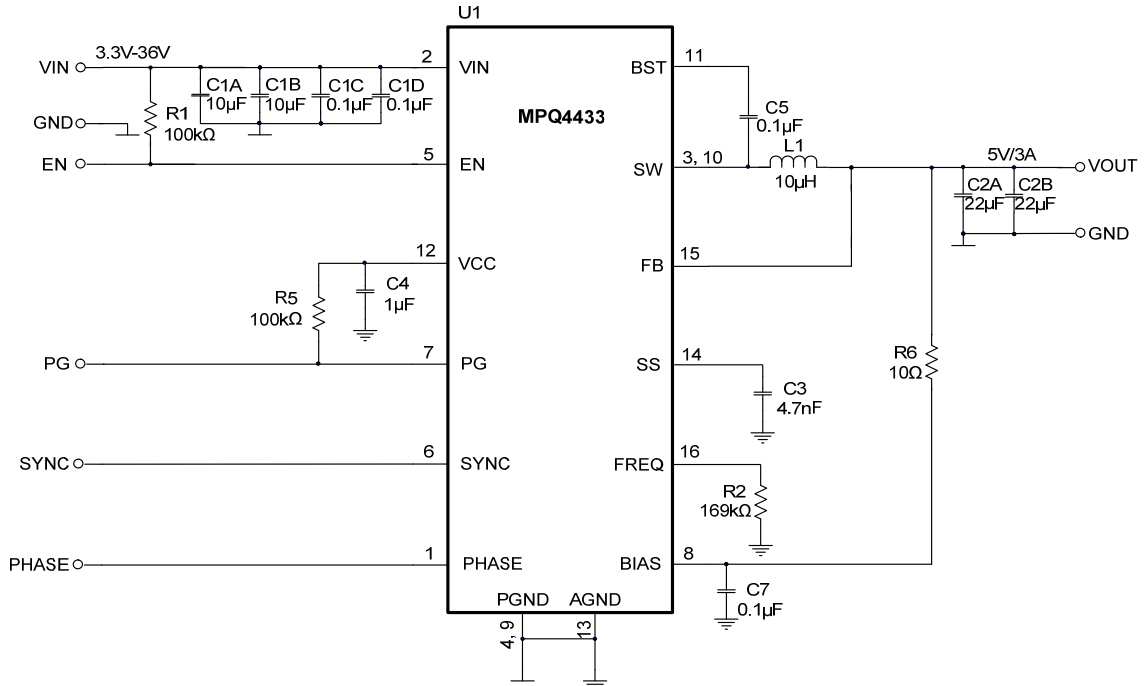 U1
3.3V-36V
VIN
2
VIN
C1A
10µF
C1B
10µF
C1C
0.1µF
C1D
0.1µF
GND
R1
100kΩ
EN
5
EN
MPQ4433
BST
11
C5
0.1µF
SW
3, 10
L1
10µH
5V/3A
VOUT
C2A
22µF
C2B
22µF
GND
12
VCC
FB
15
R5
100kΩ
C4
1µF
PG
7
PG
SS
14
C3
4.7nF
R6
10Ω
SYNC
6
SYNC
FREQ
16
R2
169kΩ
PHASE
1
PHASE
BIAS
8
C7
0.1µF
PGND
AGND
4, 9
13